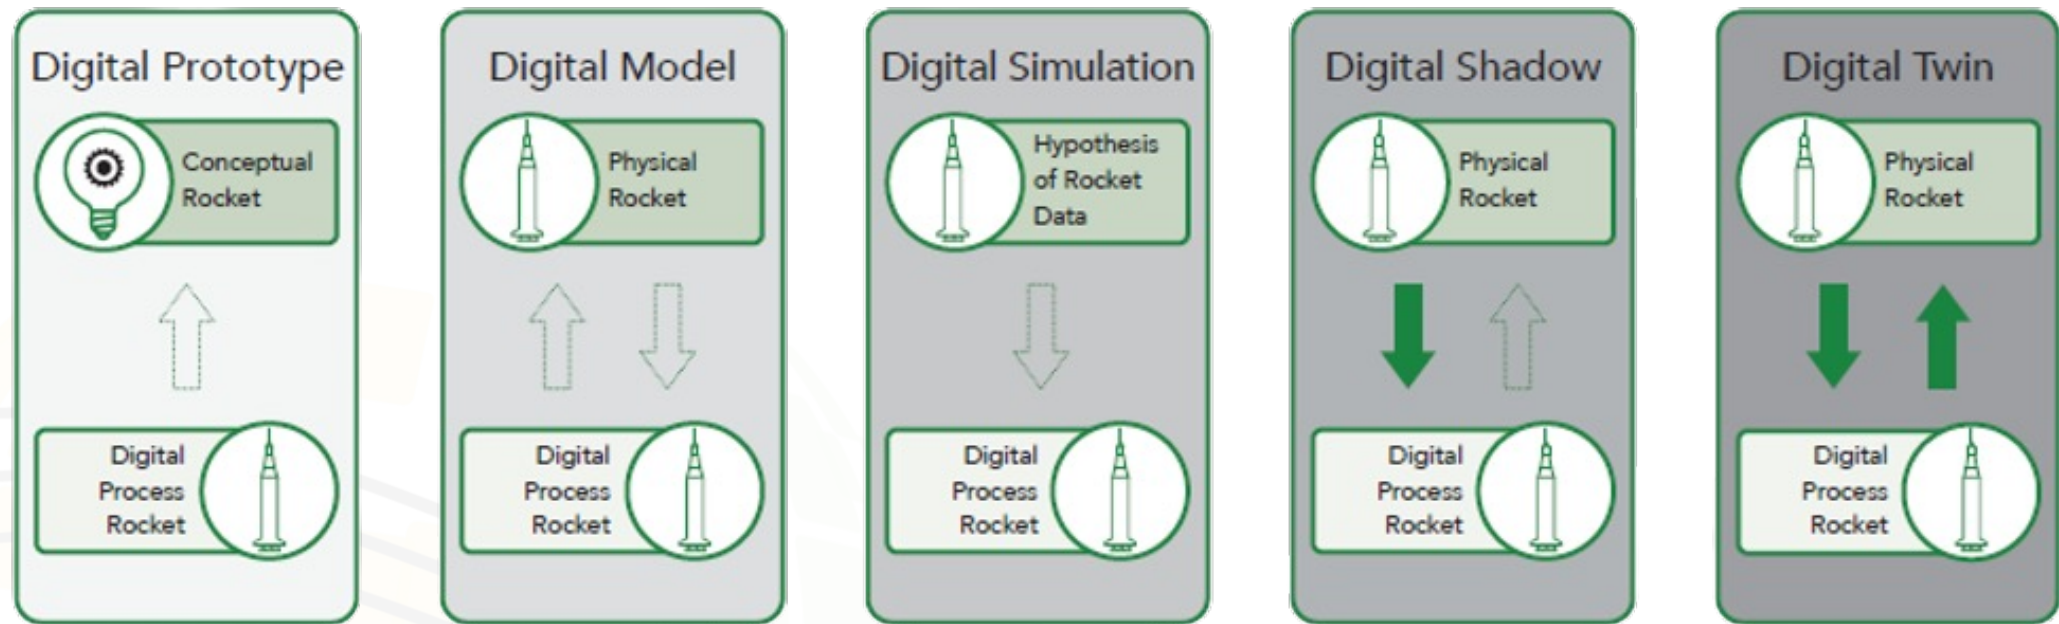 Digital Prototype
Conceptual
Rocket
Digital
Process
Rocket
Digital Model
Physical
Rocket
Digital
Process
Rocket
Digital Simulation
Hypothesis
of Rocket
Data
Digital
Process
Rocket
Digital Shadow
Physical
Rocket
Digital
Process
Rocket
Digital Twin
Physical
Rocket
Digital
Process
Rocket